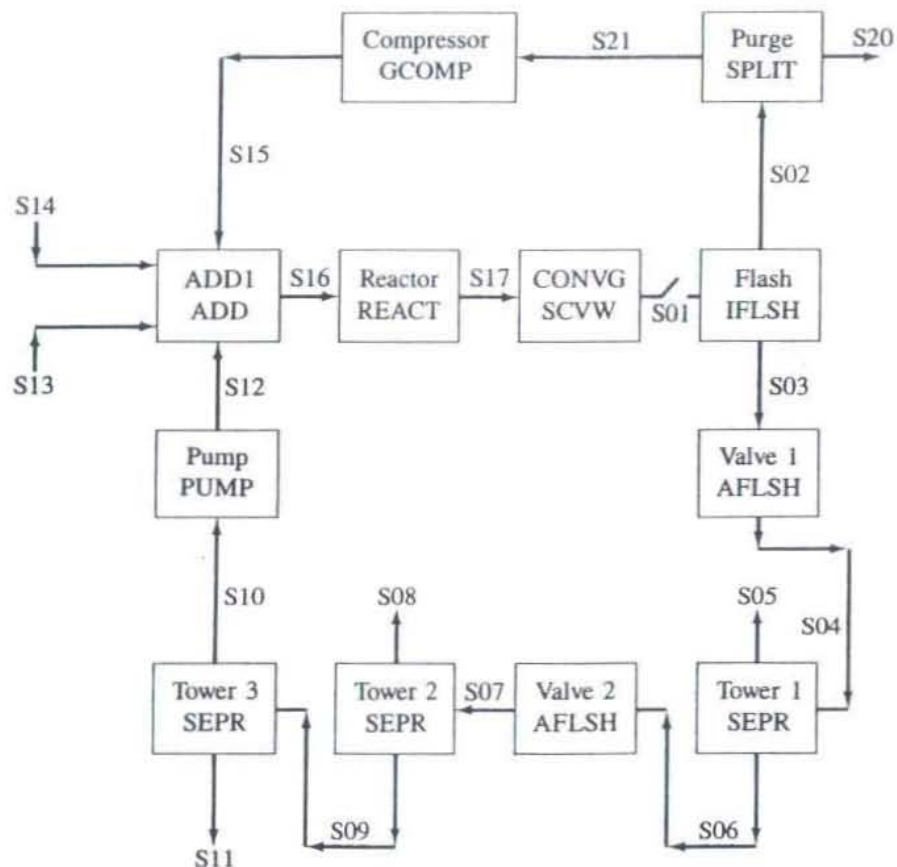 Compressor
GCOMP
S21
Purge
SPLIT
S20
S15
S02
S14
ADD1
ADD
S16
Reactor
REACT
S17
CONVG
SCVW
S01
Flash
IFLSH
S13
S12
S03
Pump
PUMP
Valve 1
AFLSH
S10
S08
S05
S04
Tower 3
SEPR
Tower 2
SEPR
S07
Valve 2
AFLSH
Tower 1
SEPR
S09
S06
S11